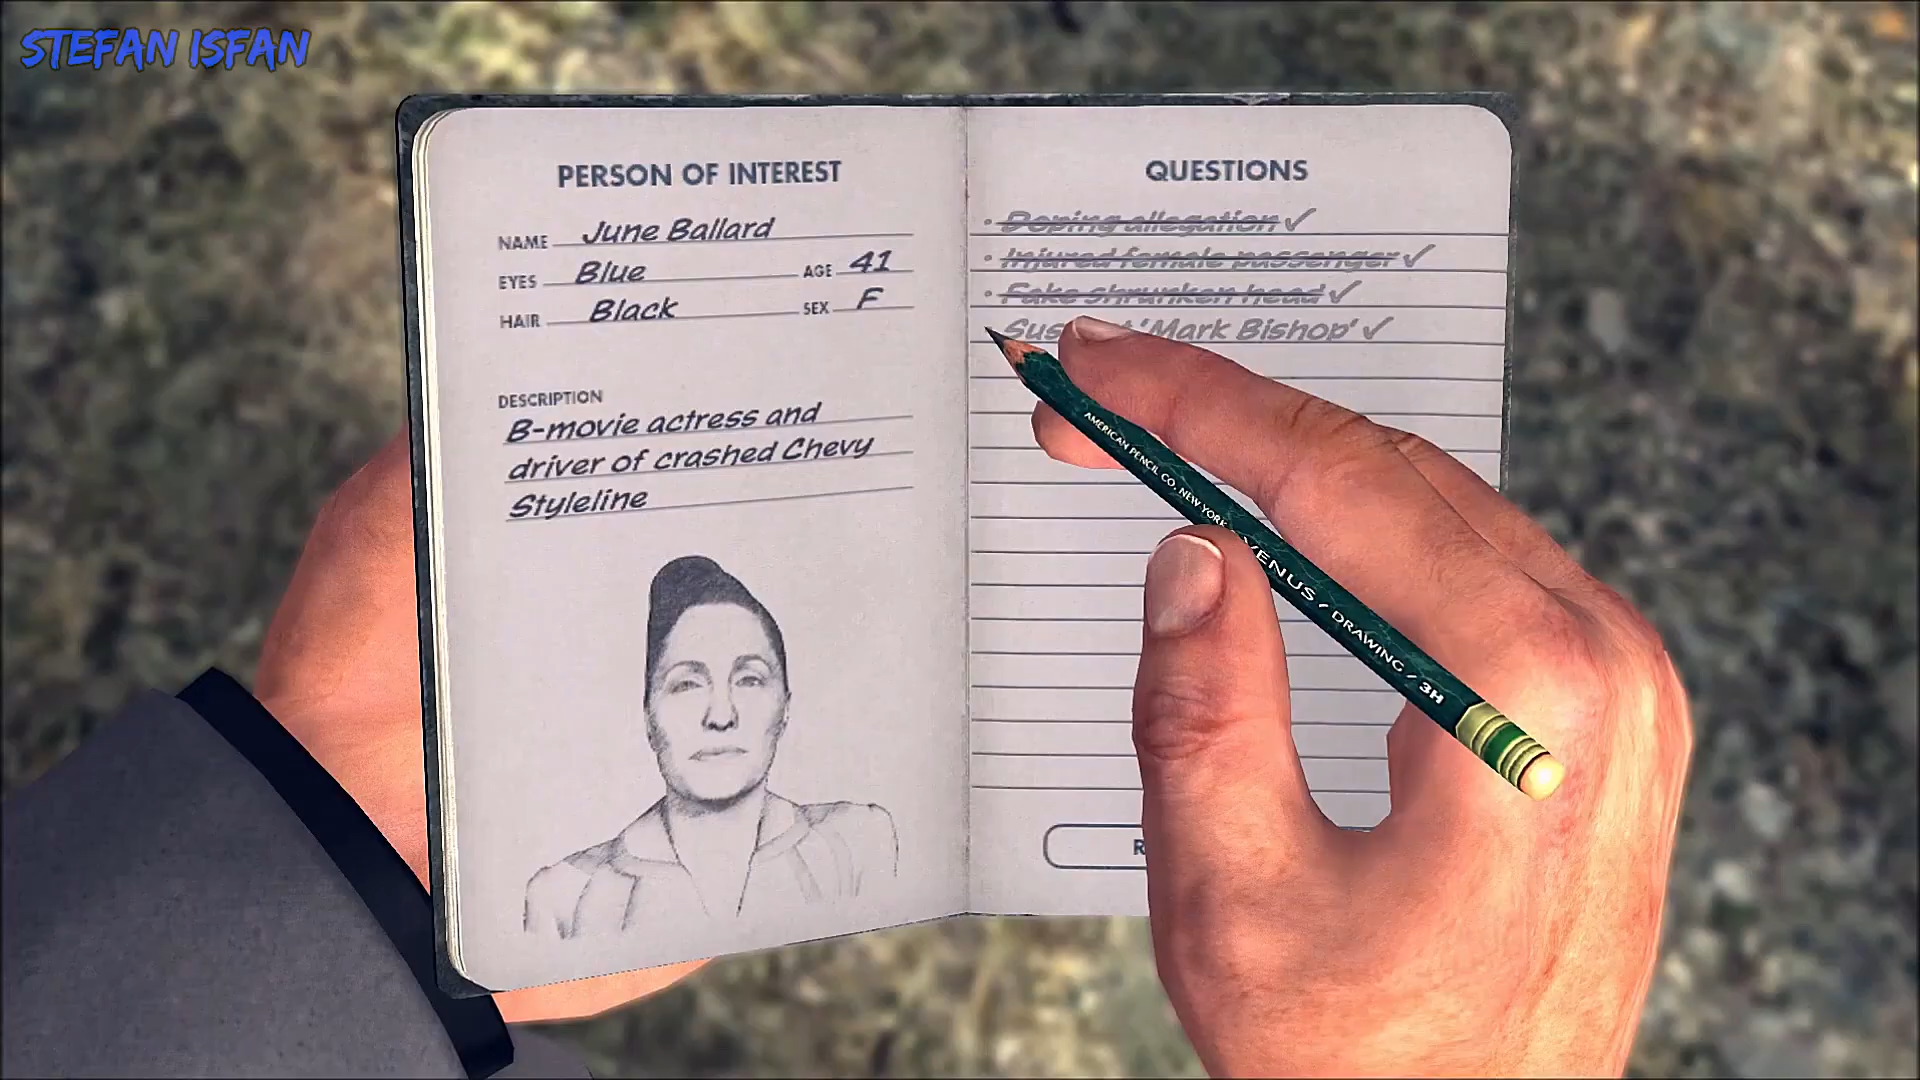 STEFAN ISFAN
PERSON OF INTEREST
NAME June Ballard
EYES Blue AGE 41
HAIR Black SEX F
DESCRIPTION
B-movie actress and
driver of crashed Chevy
Styleline
QUESTIONS
• Doping allegation ✓
• Injured female passenger ✓
• Fake shrunken head ✓
'Mark Bishop' ✓
AMERICAN PENCIL CO. NEW YORK VENUS / DRAWING / 3H